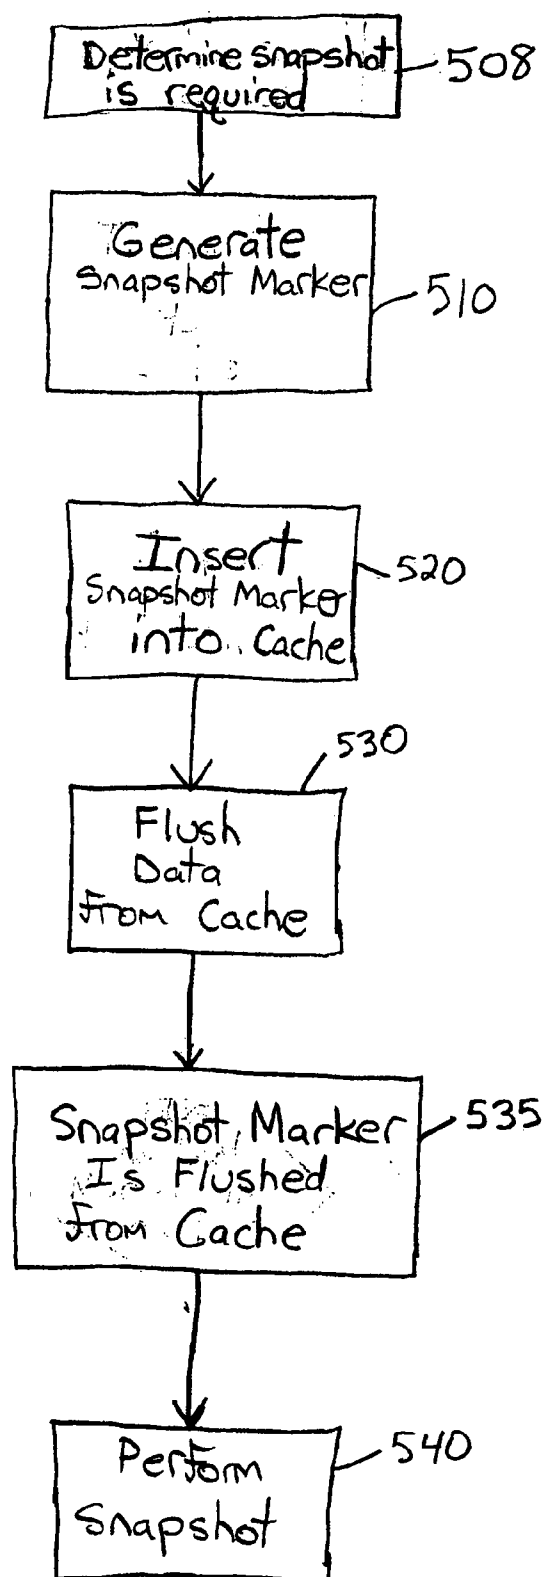 Determine snapshot
is required
508
Generate
Snapshot Marker
510
Insert
Snapshot Marker
into Cache
520
530
Flush
Data
From Cache
Snapshot Marker
Is Flushed
From Cache
535
Perform
Snapshot
540